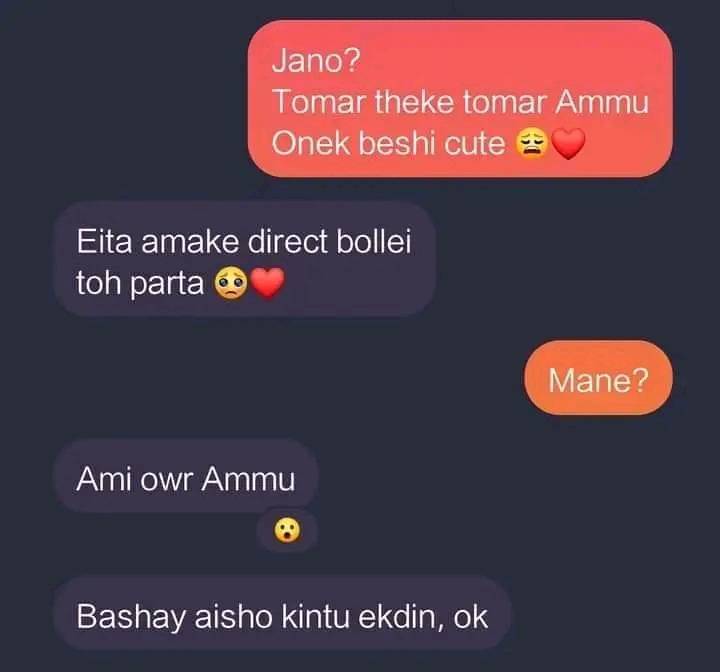 Jano?
Tomar theke tomar Ammu
Onek beshi cute 😩❤️
Eita amake direct bollei
toh parta 🥺❤️
Mane?
Ami owr Ammu
😮
Bashay aisho kintu ekdin, ok